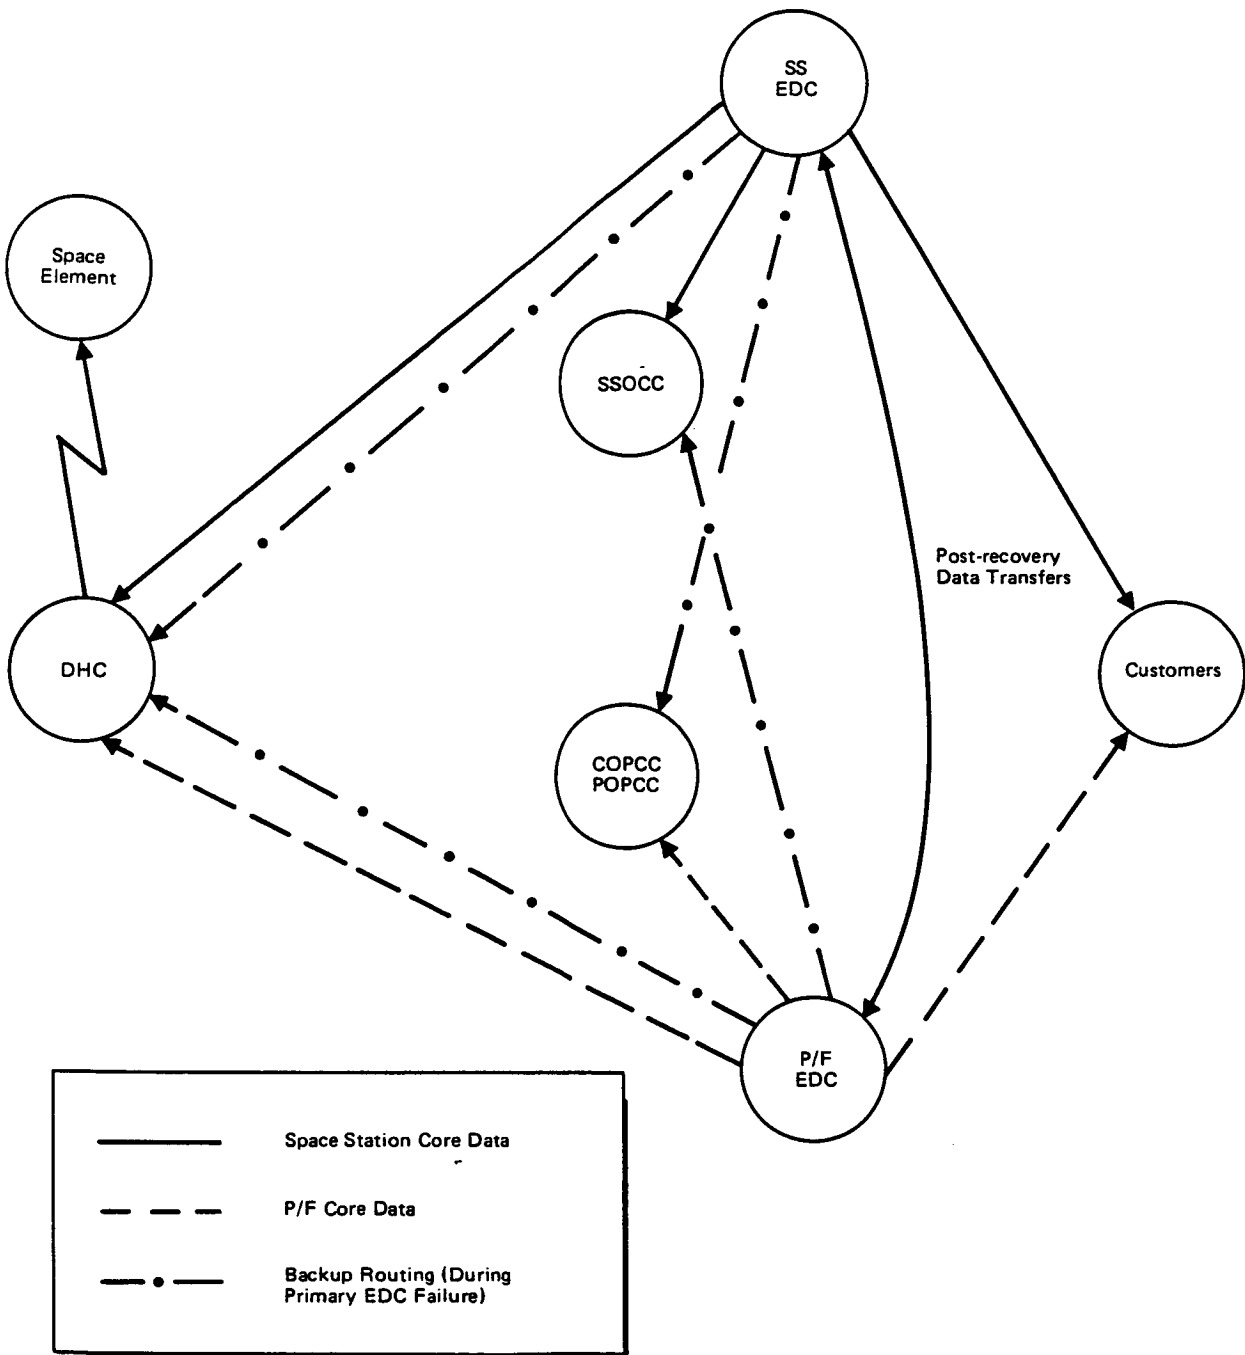 SS
EDC
Space
Element
SSOCC
Post-recovery
Data Transfers
DHC
Customers
COPCC
POPCC
P/F
EDC
Space Station Core Data
P/F Core Data
Backup Routing (During
Primary EDC Failure)